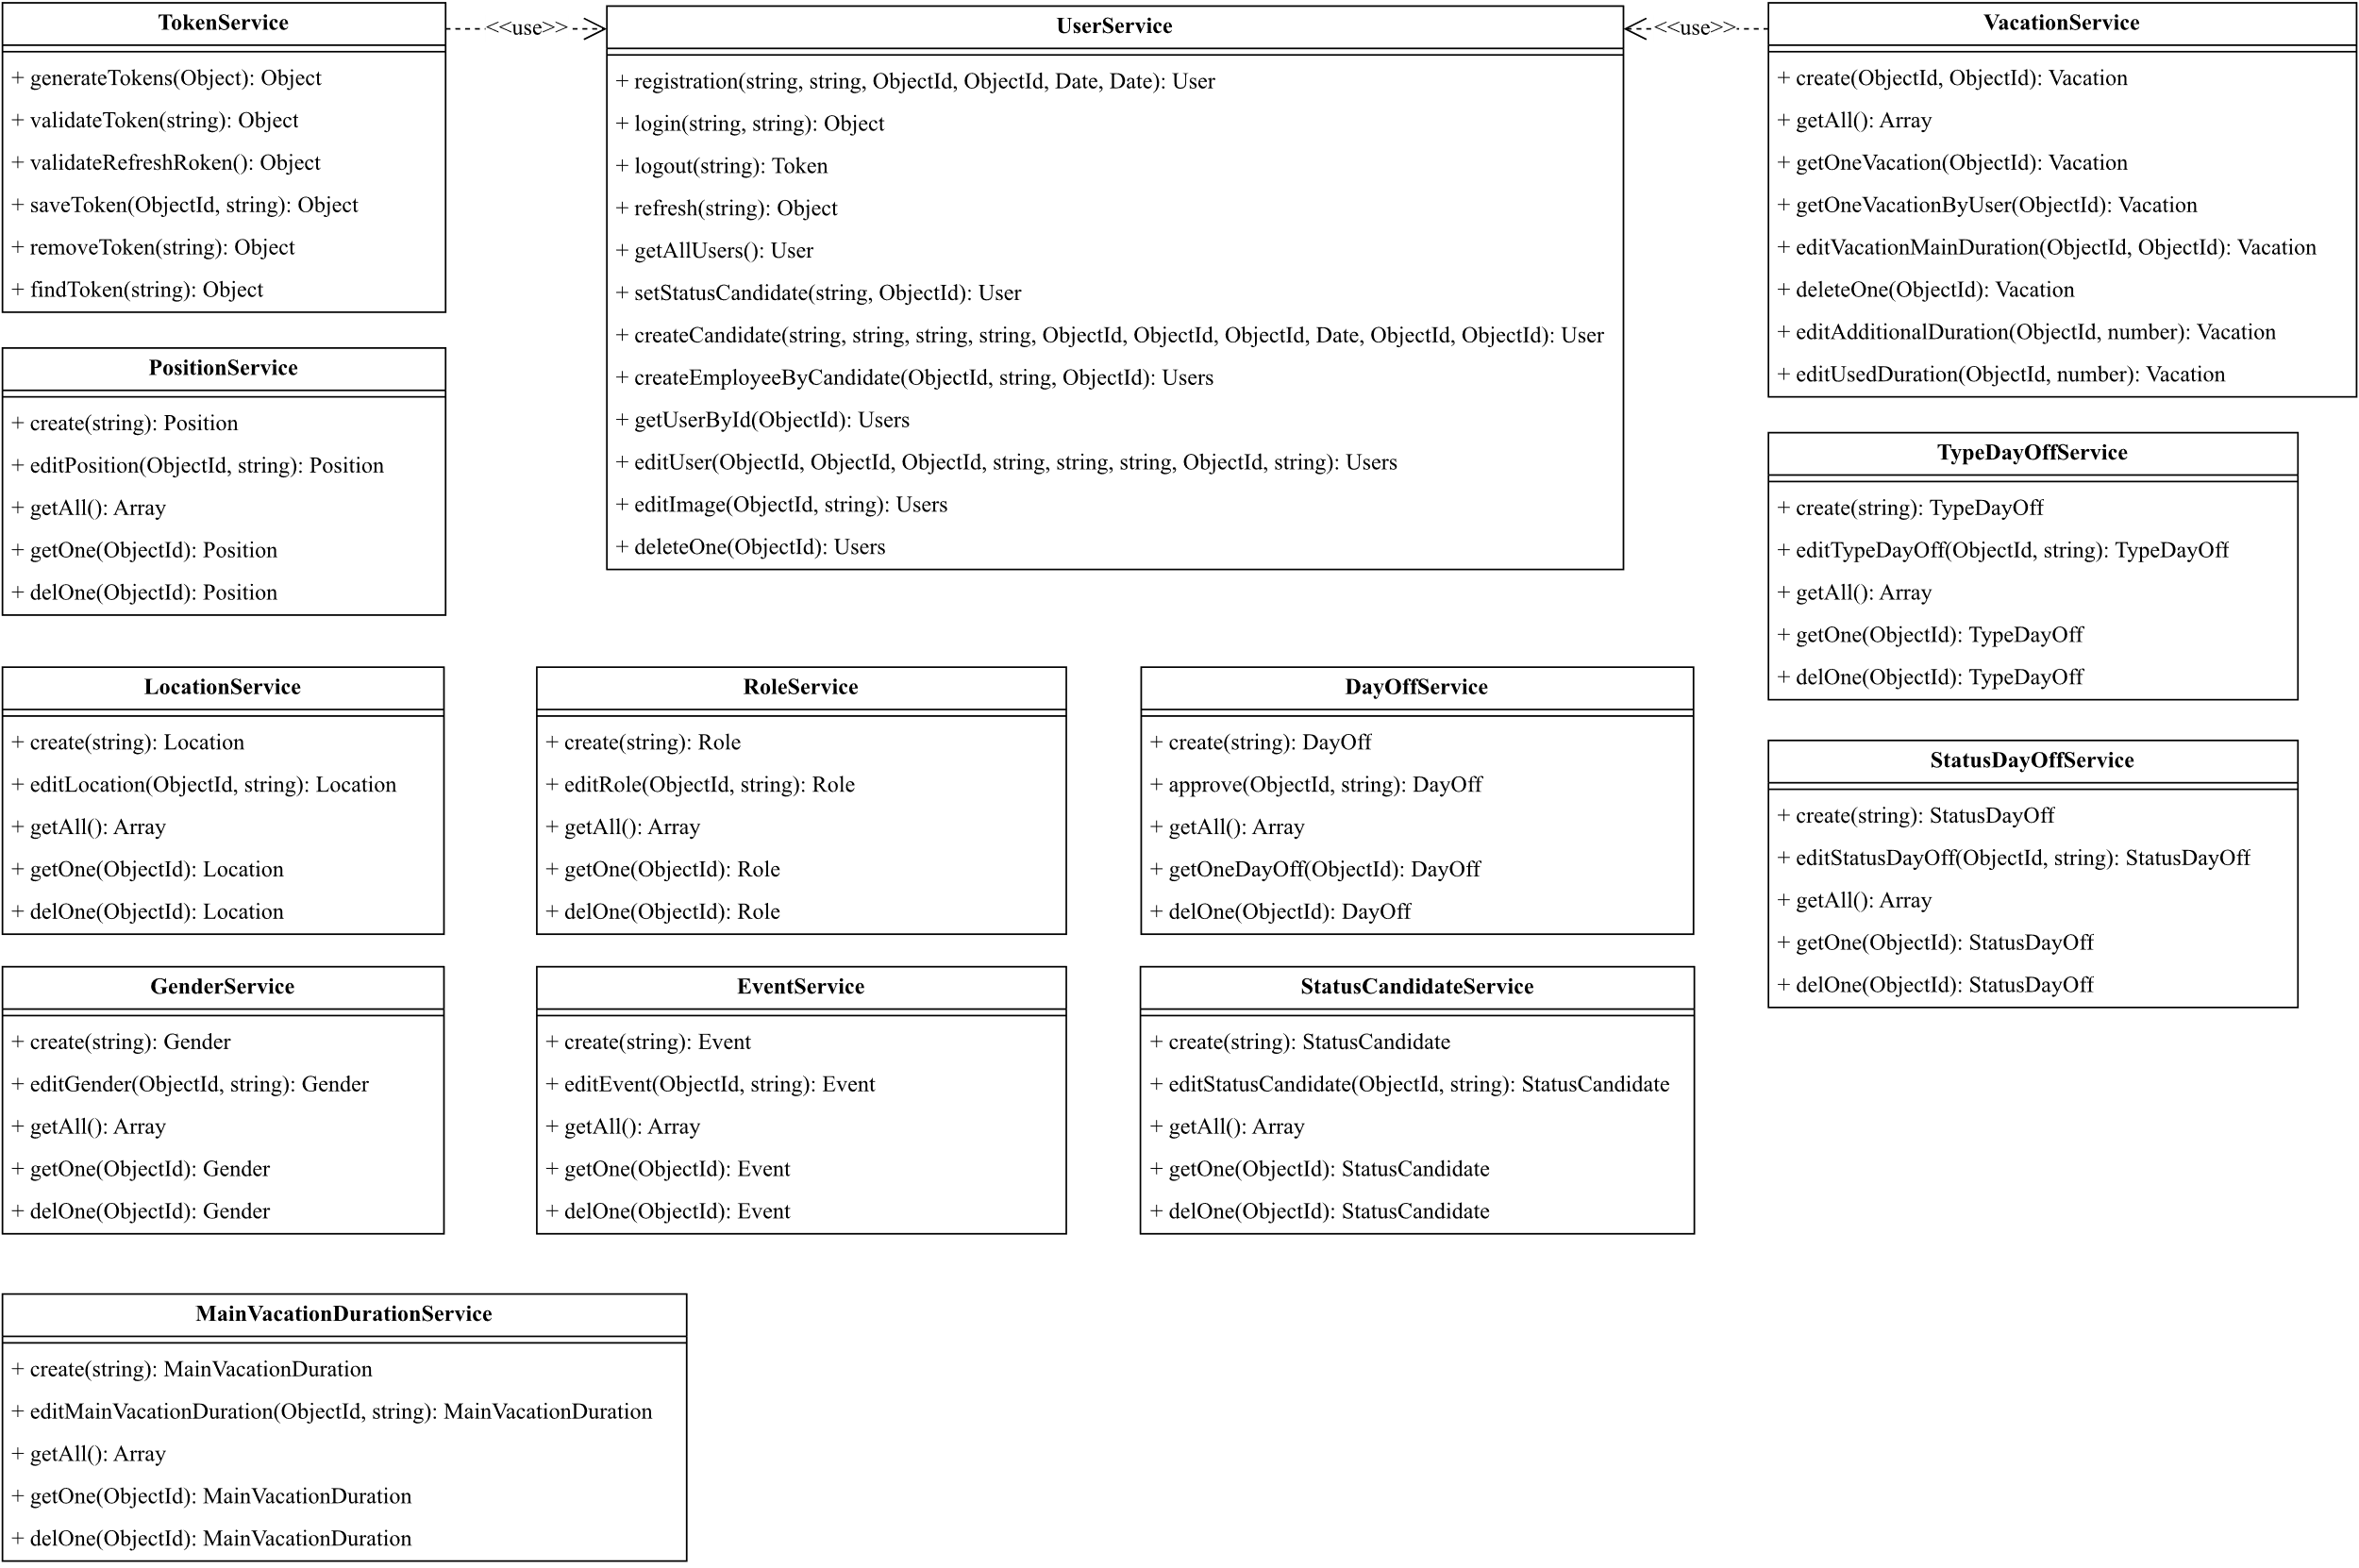 TokenService
+ generateTokens(Object): Object
+ validateToken(string): Object
+ validateRefreshRoken(): Object
+ saveToken(ObjectId, string): Object
+ removeToken(string): Object
+ findToken(string): Object
<<use>>
UserService
+ registration(string, string, ObjectId, ObjectId, Date, Date): User
+ login(string, string): Object
+ logout(string): Token
+ refresh(string): Object
+ getAllUsers(): User
+ setStatusCandidate(string, ObjectId): User
+ createCandidate(string, string, string, string, ObjectId, ObjectId, ObjectId, Date, ObjectId, ObjectId): User
+ createEmployeeByCandidate(ObjectId, string, ObjectId): Users
+ getUserById(ObjectId): Users
+ editUser(ObjectId, ObjectId, ObjectId, string, string, string, ObjectId, string): Users
+ editImage(ObjectId, string): Users
+ deleteOne(ObjectId): Users
<<use>>
VacationService
+ create(ObjectId, ObjectId): Vacation
+ getAll(): Array
+ getOneVacation(ObjectId): Vacation
+ getOneVacationByUser(ObjectId): Vacation
+ editVacationMainDuration(ObjectId, ObjectId): Vacation
+ deleteOne(ObjectId): Vacation
+ editAdditionalDuration(ObjectId, number): Vacation
+ editUsedDuration(ObjectId, number): Vacation
PositionService
+ create(string): Position
+ editPosition(ObjectId, string): Position
+ getAll(): Array
+ getOne(ObjectId): Position
+ delOne(ObjectId): Position
TypeDayOffService
+ create(string): TypeDayOff
+ editTypeDayOff(ObjectId, string): TypeDayOff
+ getAll(): Array
+ getOne(ObjectId): TypeDayOff
+ delOne(ObjectId): TypeDayOff
LocationService
+ create(string): Location
+ editLocation(ObjectId, string): Location
+ getAll(): Array
+ getOne(ObjectId): Location
+ delOne(ObjectId): Location
RoleService
+ create(string): Role
+ editRole(ObjectId, string): Role
+ getAll(): Array
+ getOne(ObjectId): Role
+ delOne(ObjectId): Role
DayOffService
+ create(string): DayOff
+ approve(ObjectId, string): DayOff
+ getAll(): Array
+ getOneDayOff(ObjectId): DayOff
+ delOne(ObjectId): DayOff
StatusDayOffService
+ create(string): StatusDayOff
+ editStatusDayOff(ObjectId, string): StatusDayOff
+ getAll(): Array
+ getOne(ObjectId): StatusDayOff
+ delOne(ObjectId): StatusDayOff
GenderService
+ create(string): Gender
+ editGender(ObjectId, string): Gender
+ getAll(): Array
+ getOne(ObjectId): Gender
+ delOne(ObjectId): Gender
EventService
+ create(string): Event
+ editEvent(ObjectId, string): Event
+ getAll(): Array
+ getOne(ObjectId): Event
+ delOne(ObjectId): Event
StatusCandidateService
+ create(string): StatusCandidate
+ editStatusCandidate(ObjectId, string): StatusCandidate
+ getAll(): Array
+ getOne(ObjectId): StatusCandidate
+ delOne(ObjectId): StatusCandidate
MainVacationDurationService
+ create(string): MainVacationDuration
+ editMainVacationDuration(ObjectId, string): MainVacationDuration
+ getAll(): Array
+ getOne(ObjectId): MainVacationDuration
+ delOne(ObjectId): MainVacationDuration